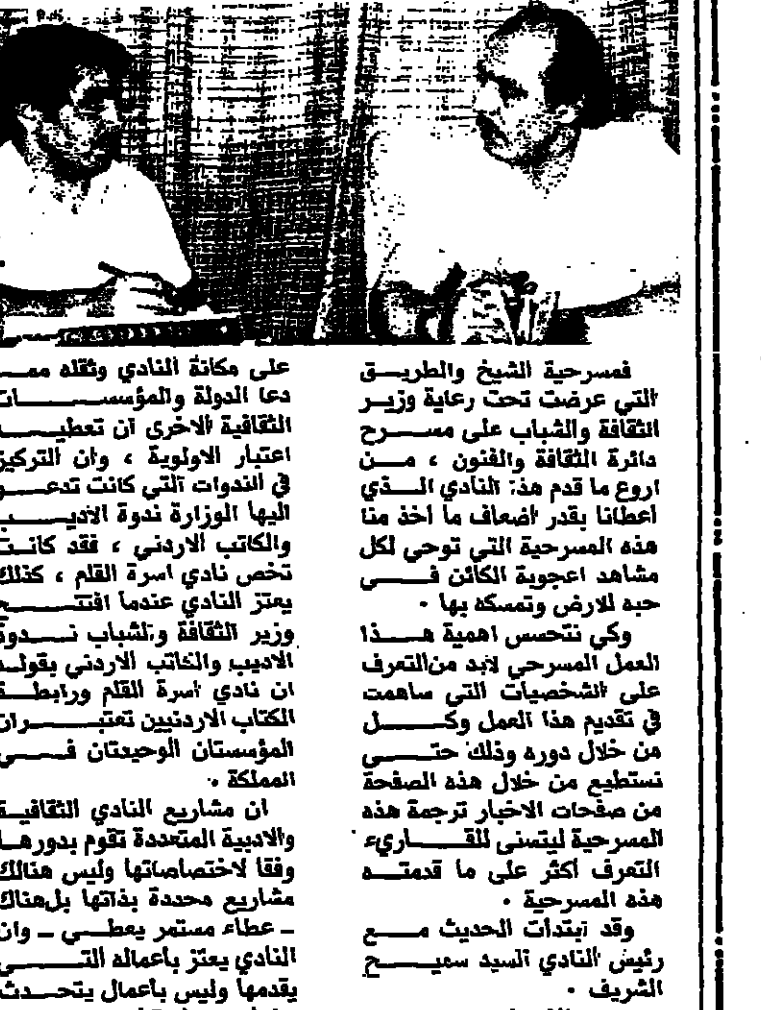 فمسرحية الشيخ والطريق
التي عرضت تحت رعاية وزير
الثقافة والشباب على مسرح
دائرة الثقافة والفنون ، من
اروع ما قدم هذا النادي الذي
أعطانا بقدر أضعاف ما أخذ منا
هذه المسرحية التي توحي لكل
مشاهد اعجوبة الكائن في
حبه للارض وتمسكه بها .
وكي نتحسس اهمية هذا
العمل المسرحي لابد من التعرف
على الشخصيات التي ساهمت
في تقديم هذا العمل وكل
من خلال دوره وذلك حتى
نستطيع من خلال هذه الصفحة
من صفحات الاخبار ترجمة هذه
المسرحية ليتسنى للقاريء
التعرف اكثر على ما قدمته
هذه المسرحية .
وقد ابتدأت الحديث مع
رئيس النادي السيد سميح
الشريف .
على مكانة النادي وثقله مما
دعا الدولة والمؤسسات
الثقافية الاخرى ان تعطيه
اعتبار الاولوية ، وان التركيز
في الندوات التي كانت تدعو
اليها الوزارة ندوة الاديب
والكاتب الاردني ، فقد كانت
تخص نادي اسرة القلم ، كذلك
يعتز النادي عندما افتتح
وزير الثقافة والشباب ندوة
الاديب والكاتب الاردني بقوله
ان نادي اسرة القلم ورابطة
الكتاب الاردنيين تعتبران
المؤسستان الوحيدتان في
المملكة .
ان مشاريع النادي الثقافية
والادبية المتعددة تقوم بدورها
وفقا لاختصاصاتها وليس هنالك
مشاريع محددة بذاتها بل هناك
ـ عطاء مستمر يعطي ـ وان
النادي يعتز باعماله التي
يقدمها وليس باعمال يتحدث